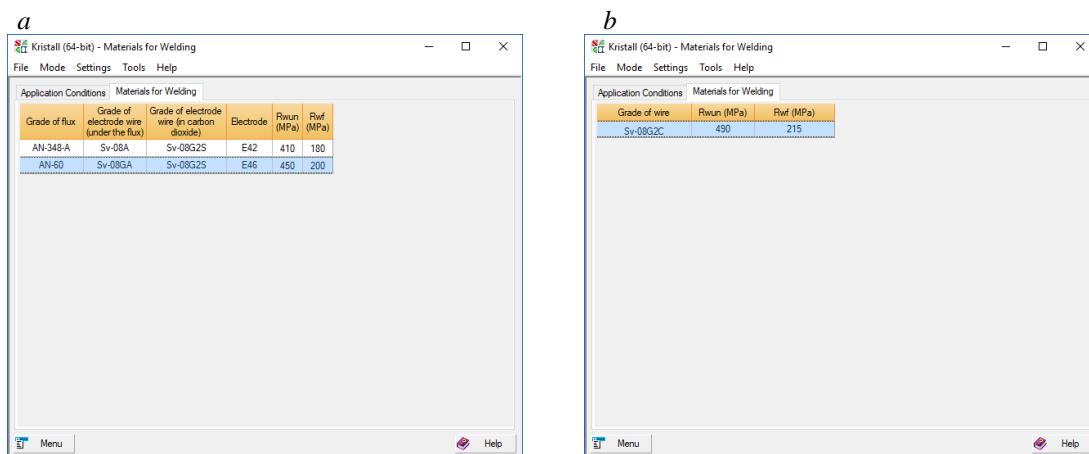 a
Kristall (64-bit) - Materials for Welding
File Mode Settings Tools Help
Application Conditions Materials for Welding
Grade of flux Grade of electrode wire (under the flux) Grade of electrode wire (in carbon dioxide) Electrode Rwun (MPa) Rwf (MPa)
AN-348-A Sv-08A Sv-08G2S E42 410 180
AN-60 Sv-08GA Sv-08G2S E46 450 200
Menu Help
b
Kristall (64-bit) - Materials for Welding
File Mode Settings Tools Help
Application Conditions Materials for Welding
Grade of wire Rwun (MPa) Rwf (MPa)
Sv-08G2C 490 215
Menu Help